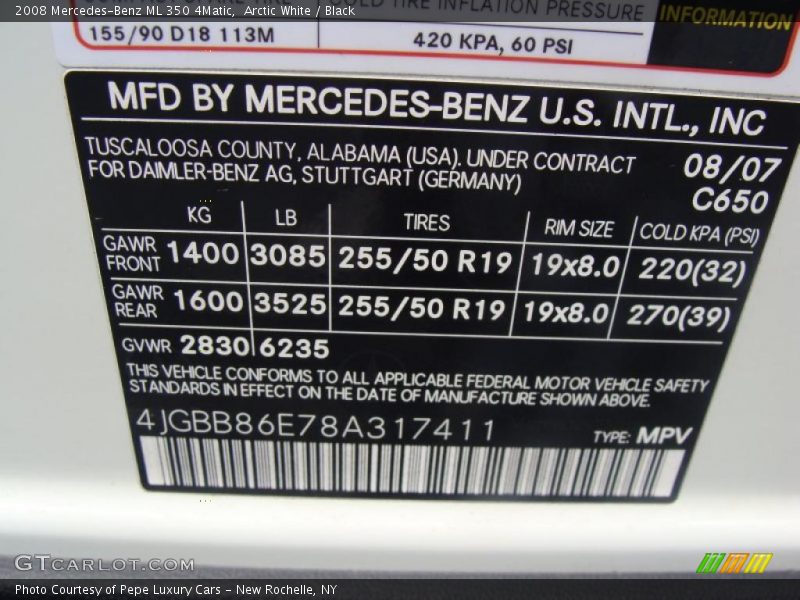 2008 Mercedes-Benz ML 350 4Matic, Arctic White / Black
COLD TIRE INFLATION PRESSURE
INFORMATION
155/90 D18 113M 420 KPA, 60 PSI
MFD BY MERCEDES-BENZ U.S. INTL., INC
TUSCALOOSA COUNTY, ALABAMA (USA). UNDER CONTRACT 08/07
FOR DAIMLER-BENZ AG, STUTTGART (GERMANY) C650
KG LB TIRES RIM SIZE COLD KPA (PSI)
GAWR FRONT 1400 3085 255/50 R19 19x8.0 220(32)
GAWR REAR 1600 3525 255/50 R19 19x8.0 270(39)
GVWR 2830 6235
THIS VEHICLE CONFORMS TO ALL APPLICABLE FEDERAL MOTOR VEHICLE SAFETY
STANDARDS IN EFFECT ON THE DATE OF MANUFACTURE SHOWN ABOVE.
4JGBB86E78A317411 TYPE: MPV
GTCARLOT.COM
Photo Courtesy of Pepe Luxury Cars - New Rochelle, NY